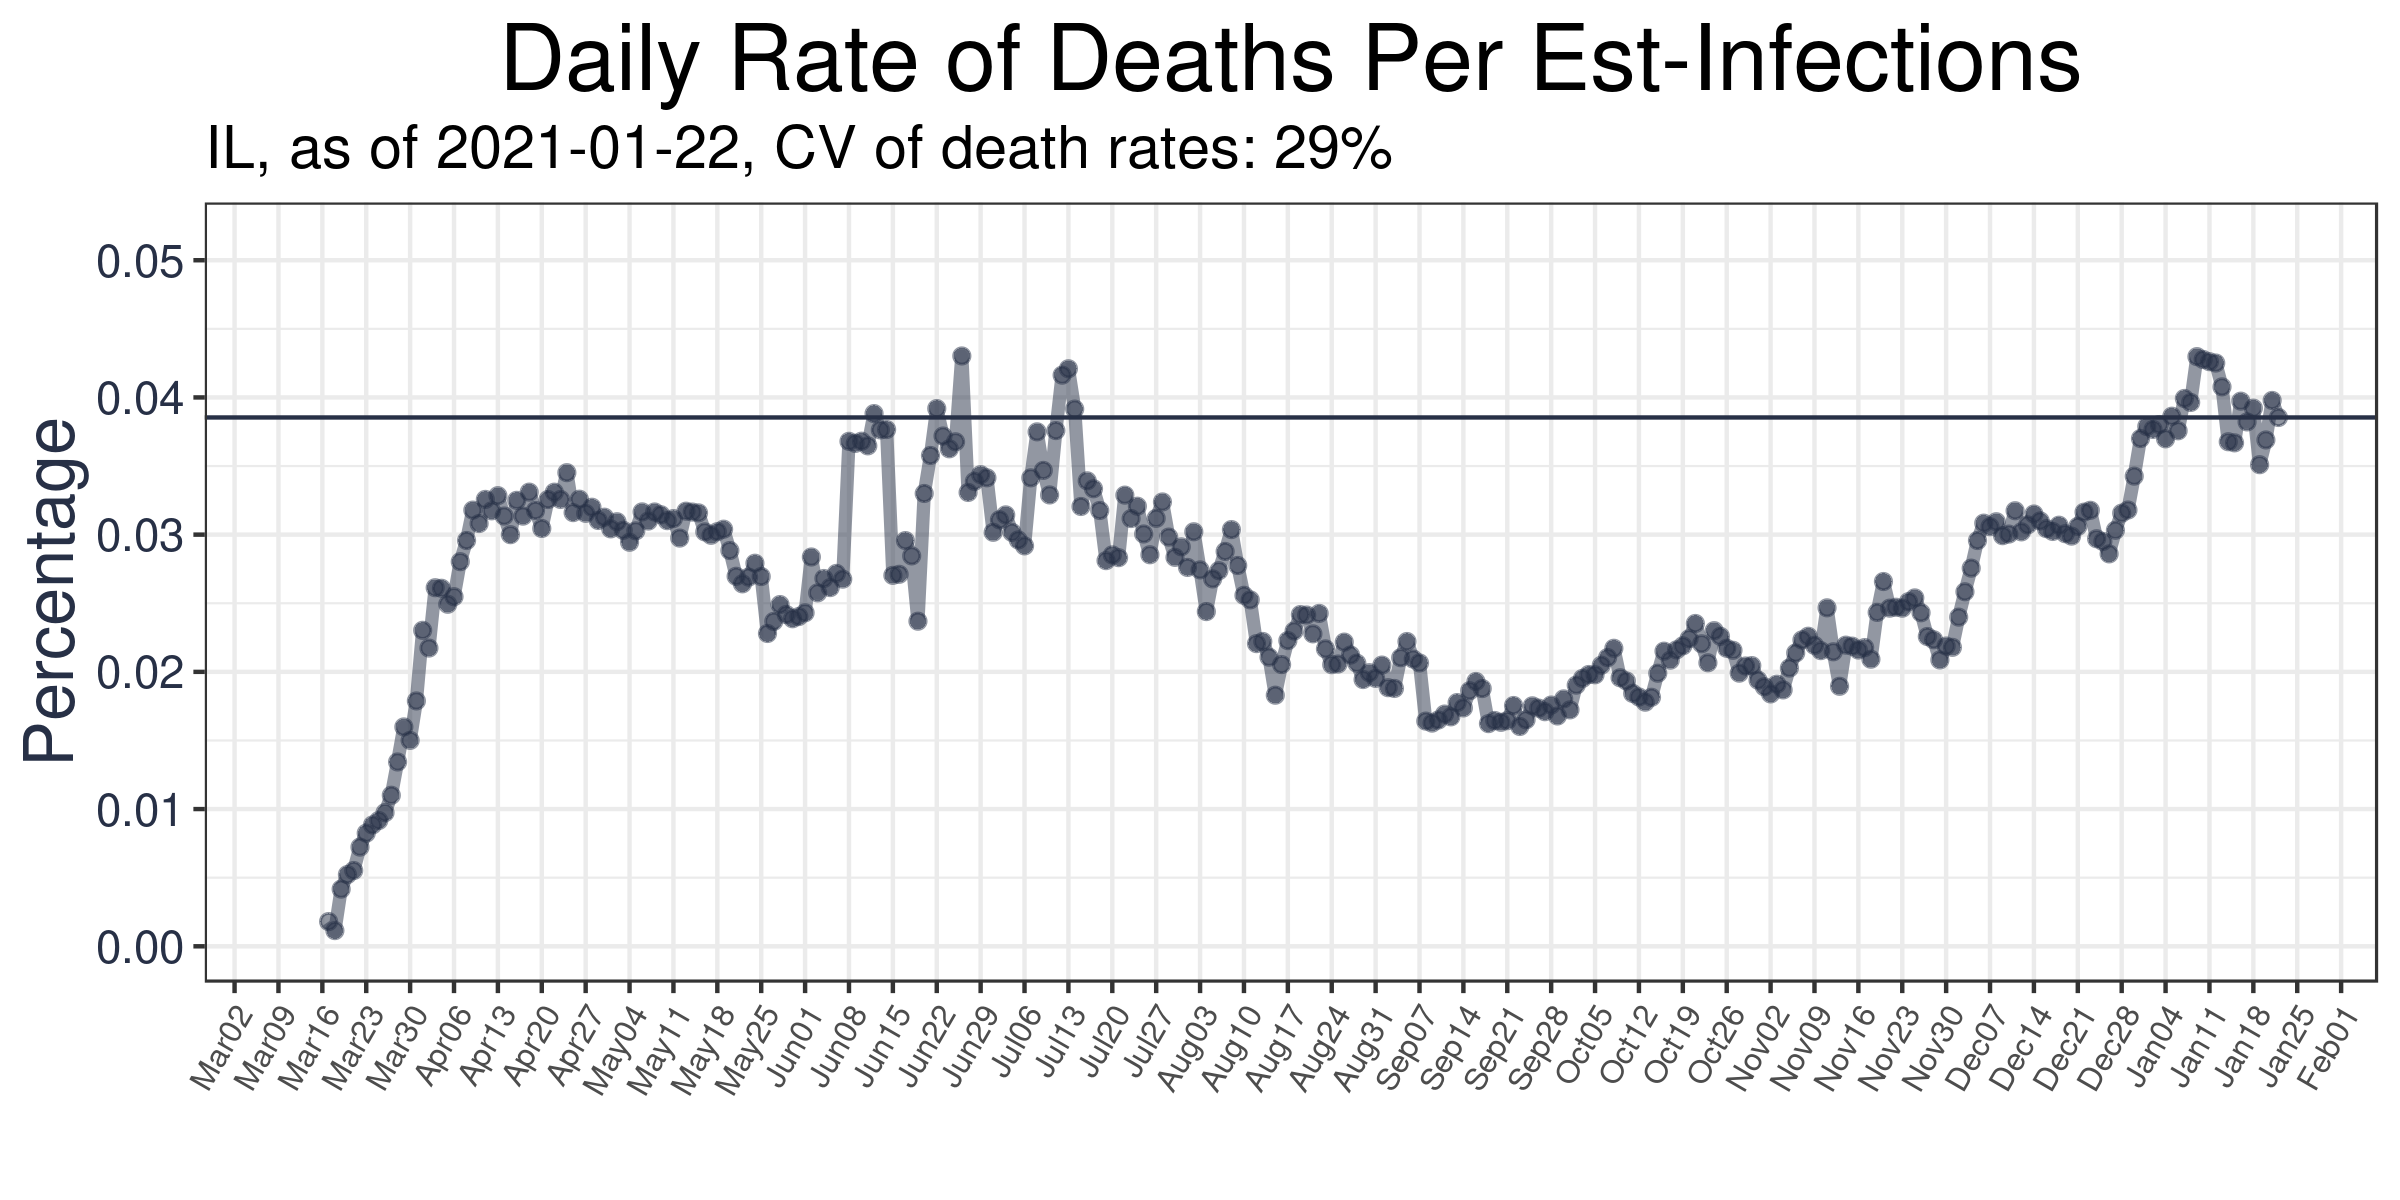 Daily Rate of Deaths Per Est-Infections
IL, as of 2021-01-22, CV of death rates: 29%
Percentage
0.05
0.04
0.03
0.02
0.01
0.00
Mar02
Mar09
Mar16
Mar23
Mar30
Apr06
Apr13
Apr20
Apr27
May04
May11
May18
May25
Jun01
Jun08
Jun15
Jun22
Jun29
Jul06
Jul13
Jul20
Jul27
Aug03
Aug10
Aug17
Aug24
Aug31
Sep07
Sep14
Sep21
Sep28
Oct05
Oct12
Oct19
Oct26
Nov02
Nov09
Nov16
Nov23
Nov30
Dec07
Dec14
Dec21
Dec28
Jan04
Jan11
Jan18
Jan25
Feb01